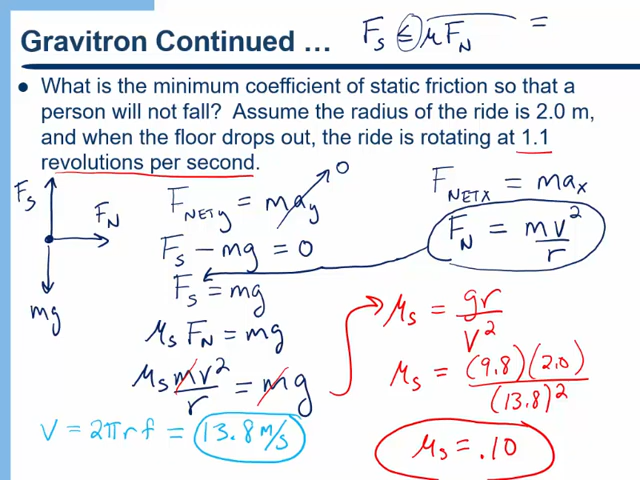 Gravitron Continued …
F_S ≤ μ F_N =
• What is the minimum coefficient of static friction so that a
person will not fall? Assume the radius of the ride is 2.0 m,
and when the floor drops out, the ride is rotating at 1.1
revolutions per second.
F_S
F_N
mg
F_NETy = ma_y 0
F_S - mg = 0
F_S = mg
μ_S F_N = mg
μ_S mv²/r = mg
V = 2πrf = 13.8 m/s
F_NETX = ma_x
F_N = mv²/r
μ_S = gr/V²
μ_S = (9.8)(2.0)/(13.8)²
μ_S = .10